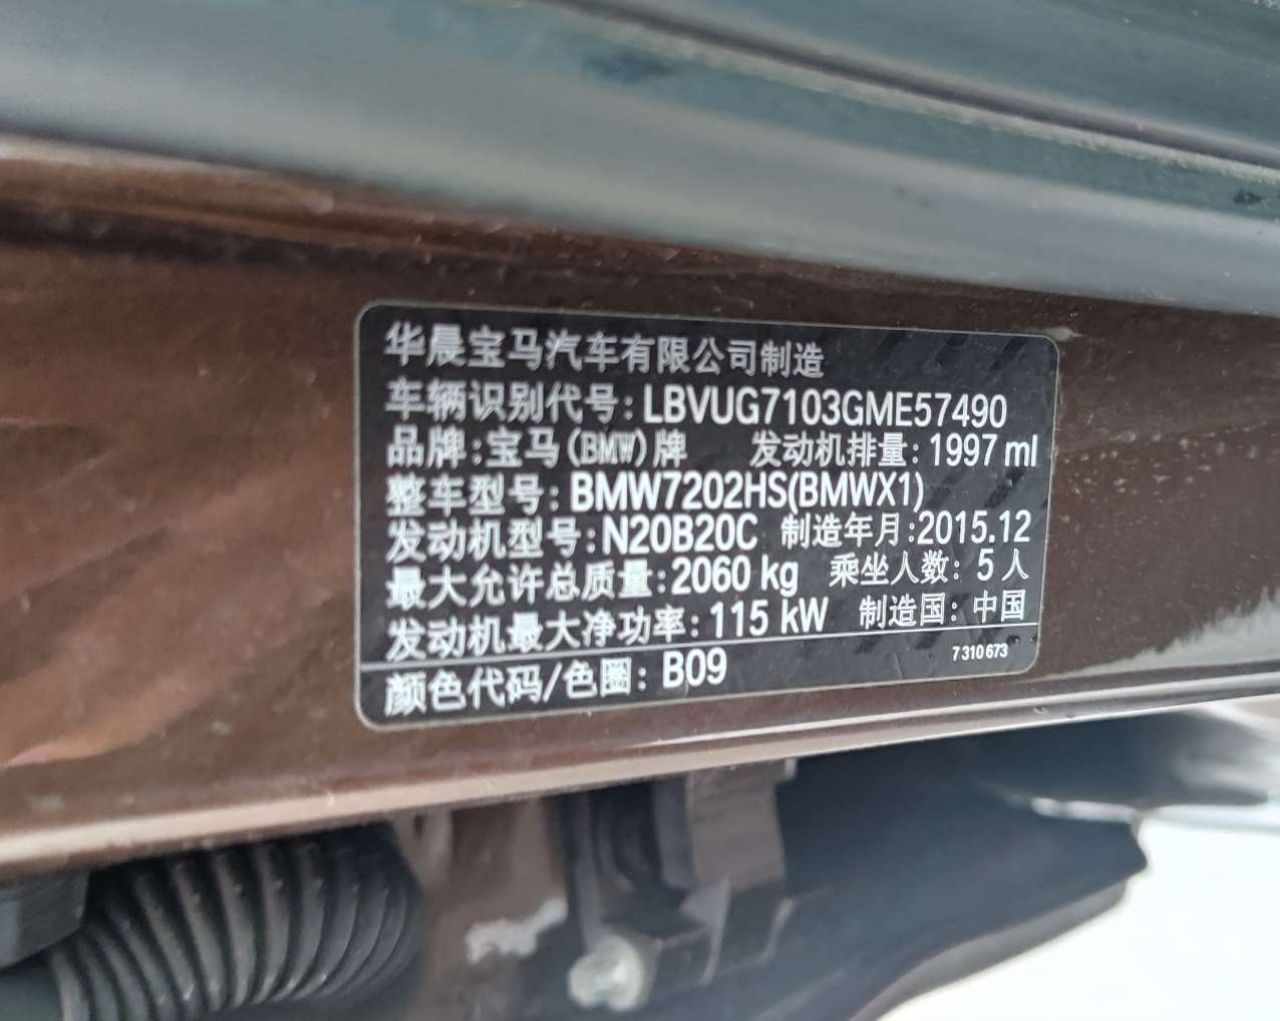 华晨宝马汽车有限公司制造
车辆识别代号: LBVUG7103GME57490
品牌:宝马(BMW)牌 发动机排量: 1997 ml
整车型号: BMW7202HS(BMWX1)
发动机型号:N20B20C 制造年月:2015.12
最大允许总质量:2060 kg 乘坐人数: 5 人
发动机最大净功率: 115 kW 制造国: 中国
颜色代码/色圈: B09 7 310 673